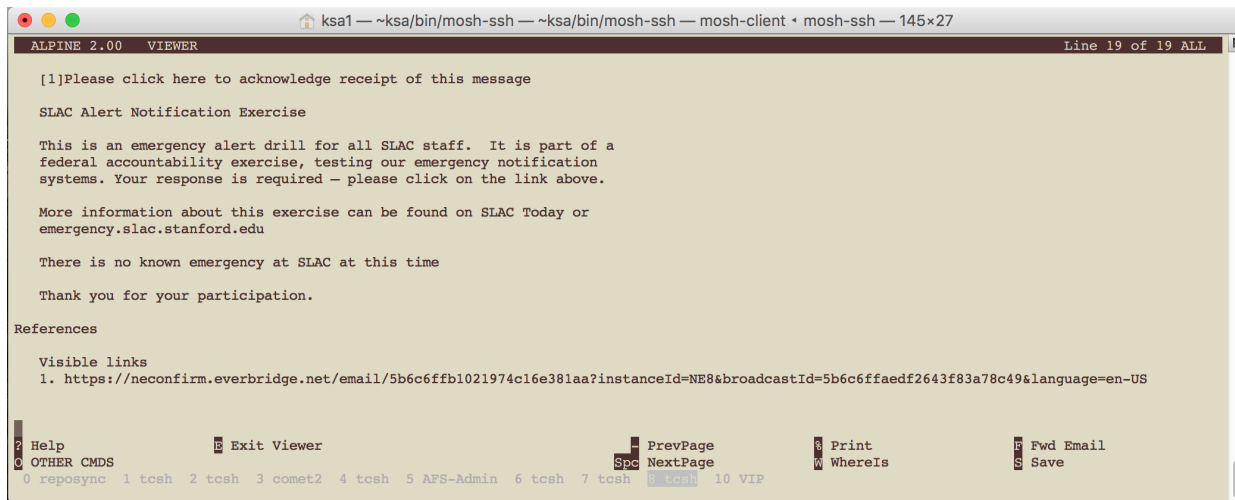 ksa1 — ~ksa/bin/mosh-ssh — ~ksa/bin/mosh-ssh — mosh-client ◂ mosh-ssh — 145×27
ALPINE 2.00 VIEWER Line 19 of 19 ALL
[1]Please click here to acknowledge receipt of this message
SLAC Alert Notification Exercise
This is an emergency alert drill for all SLAC staff. It is part of a
federal accountability exercise, testing our emergency notification
systems. Your response is required — please click on the link above.
More information about this exercise can be found on SLAC Today or
emergency.slac.stanford.edu
There is no known emergency at SLAC at this time
Thank you for your participation.
References
Visible links
1. https://neconfirm.everbridge.net/email/5b6c6ffb1021974c16e381aa?instanceId=NE8&broadcastId=5b6c6ffaedf2643f83a78c49&language=en-US
? Help E Exit Viewer - PrevPage % Print F Fwd Email
O OTHER CMDS Spc NextPage W WhereIs S Save
0 reposync 1 tcsh 2 tcsh 3 comet2 4 tcsh 5 AFS-Admin 6 tcsh 7 tcsh 8 tcsh 10 VIP